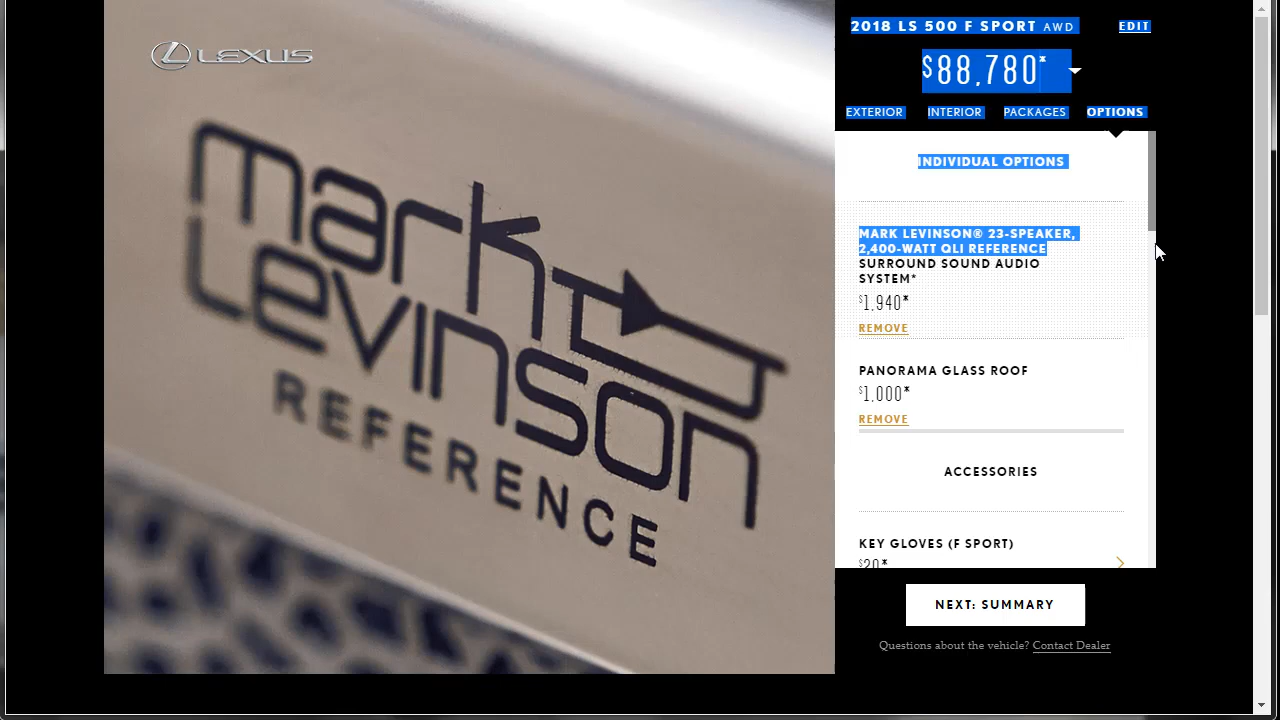 LEXUS
mark
Levinson
REFERENCE
2018 LS 500 F SPORT AWD
EDIT
$88,780*
EXTERIOR INTERIOR PACKAGES OPTIONS
INDIVIDUAL OPTIONS
MARK LEVINSON® 23-SPEAKER,
2,400-WATT QLI REFERENCE
SURROUND SOUND AUDIO
SYSTEM*
$1,940*
REMOVE
PANORAMA GLASS ROOF
$1,000*
REMOVE
ACCESSORIES
KEY GLOVES (F SPORT)
$20*
NEXT: SUMMARY
Questions about the vehicle? Contact Dealer